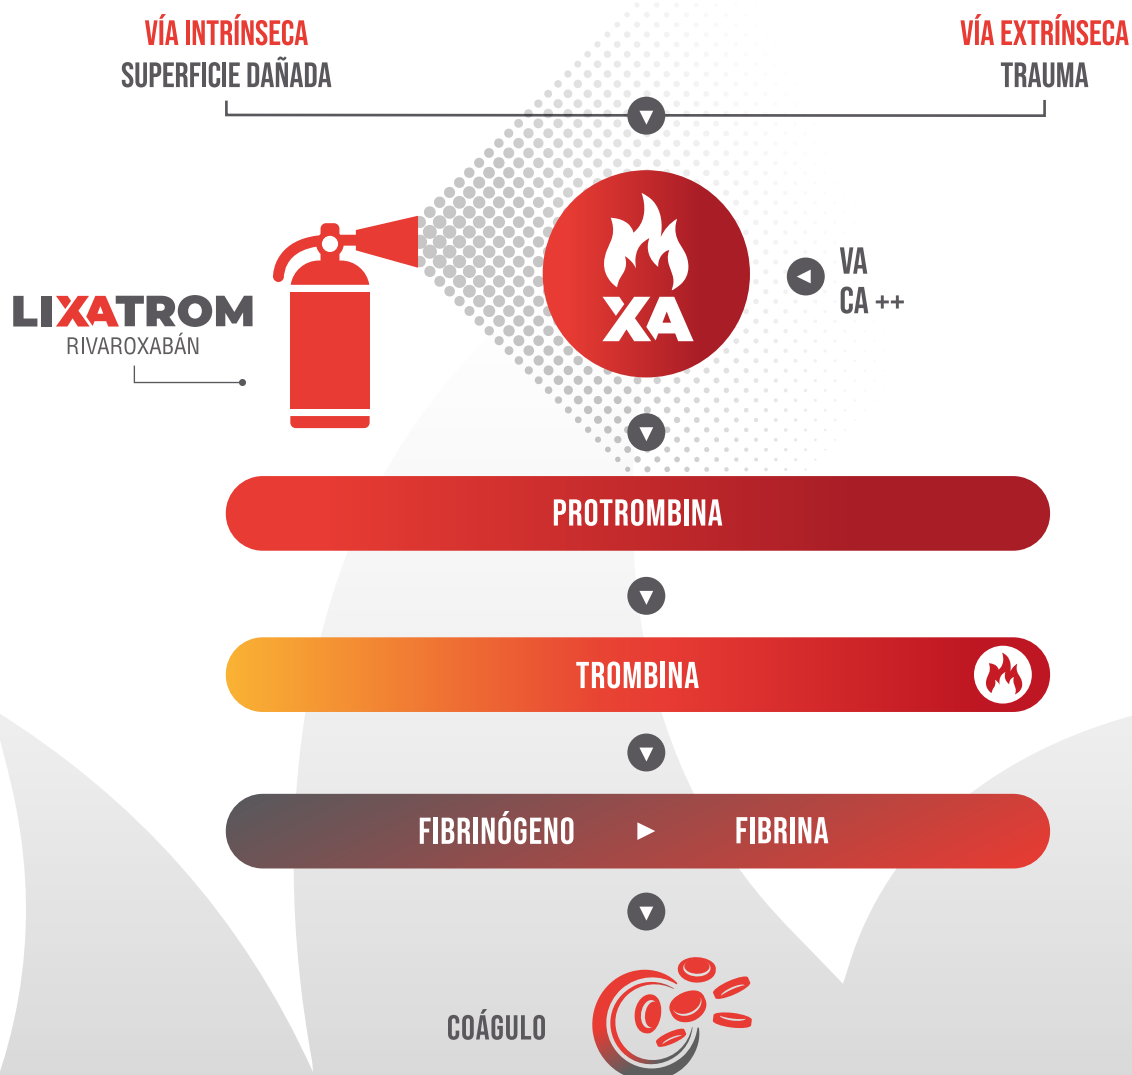 VÍA INTRÍNSECA
SUPERFICIE DAÑADA
VÍA EXTRÍNSECA
TRAUMA
XA
VA
CA ++
LIXATROM
RIVAROXABÁN
PROTROMBINA
TROMBINA
FIBRINÓGENO ► FIBRINA
COÁGULO